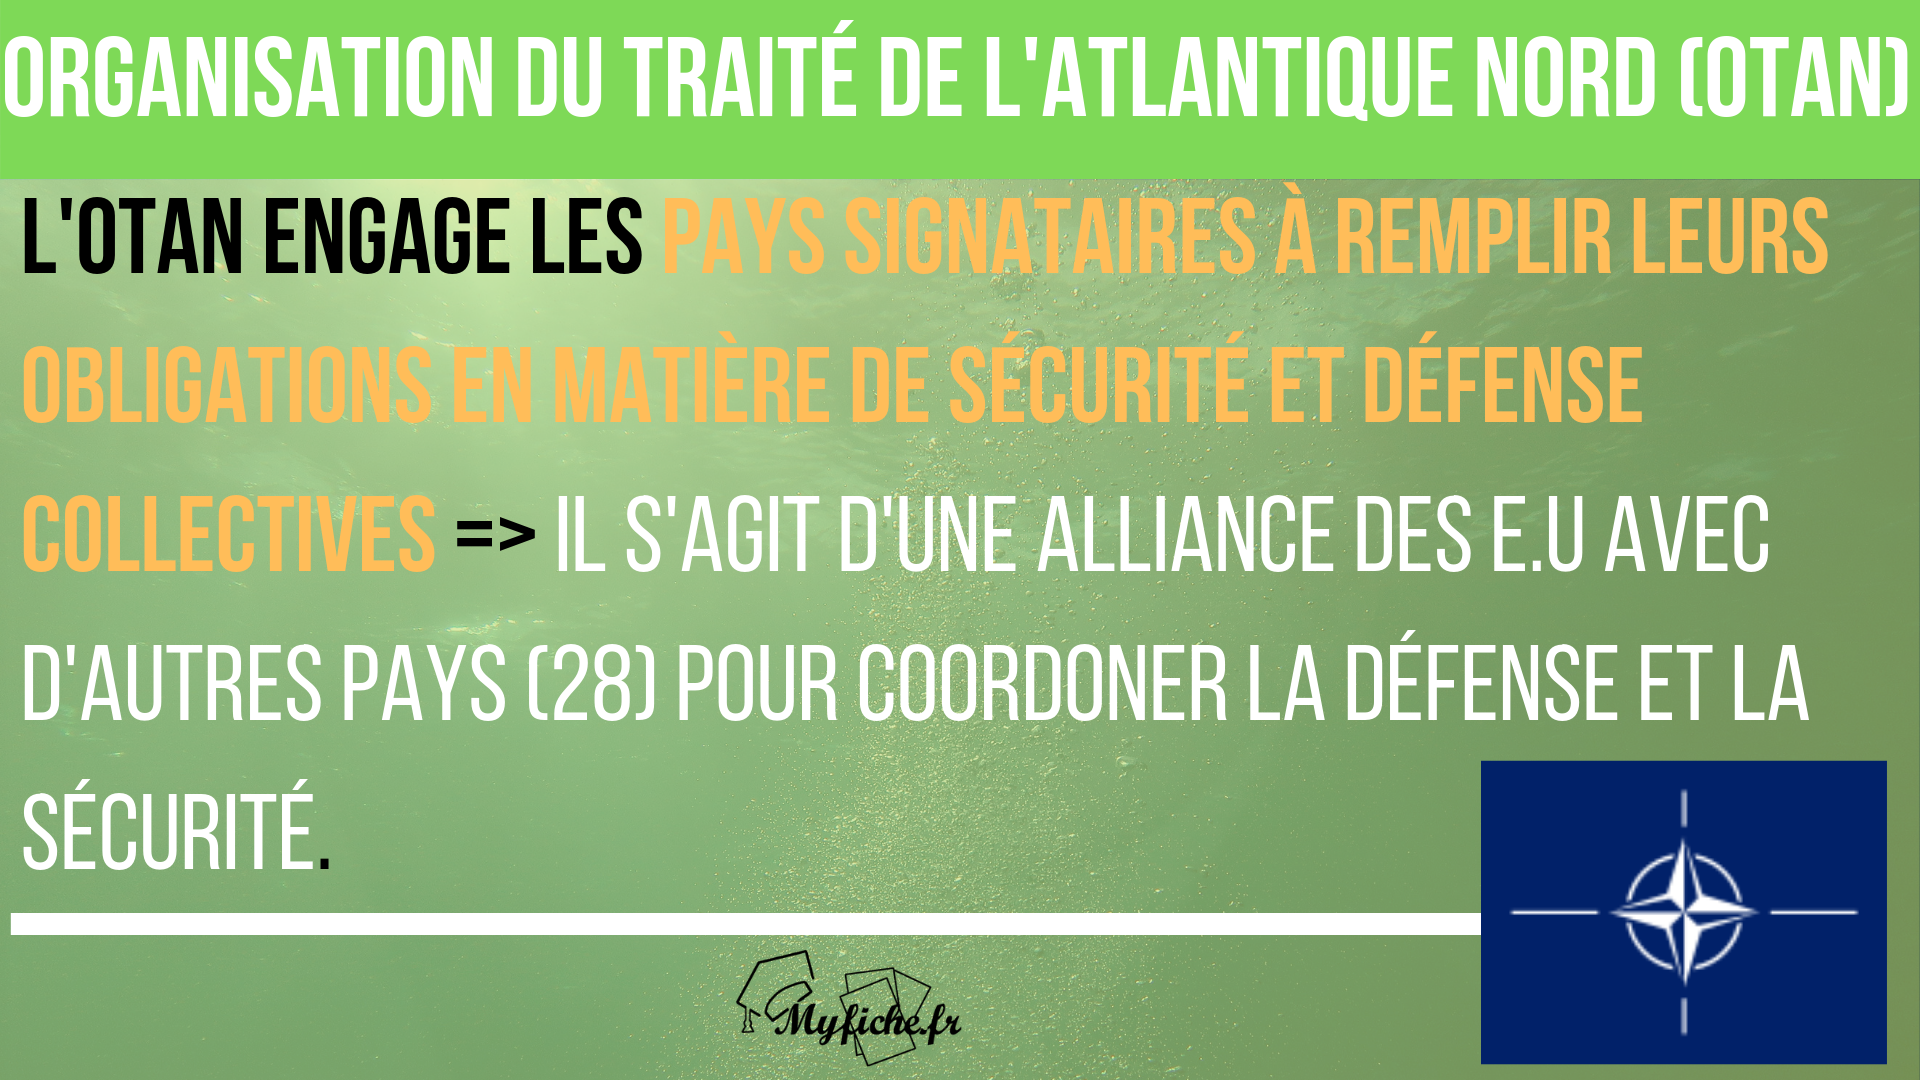 ORGANISATION DU TRAITÉ DE L'ATLANTIQUE NORD (OTAN)
L'OTAN ENGAGE LES PAYS SIGNATAIRES À REMPLIR LEURS
OBLIGATIONS EN MATIÈRE DE SÉCURITÉ ET DÉFENSE
COLLECTIVES => IL S'AGIT D'UNE ALLIANCE DES E.U AVEC
D'AUTRES PAYS (28) POUR COORDONER LA DÉFENSE ET LA
SÉCURITÉ.
Myfiche.fr